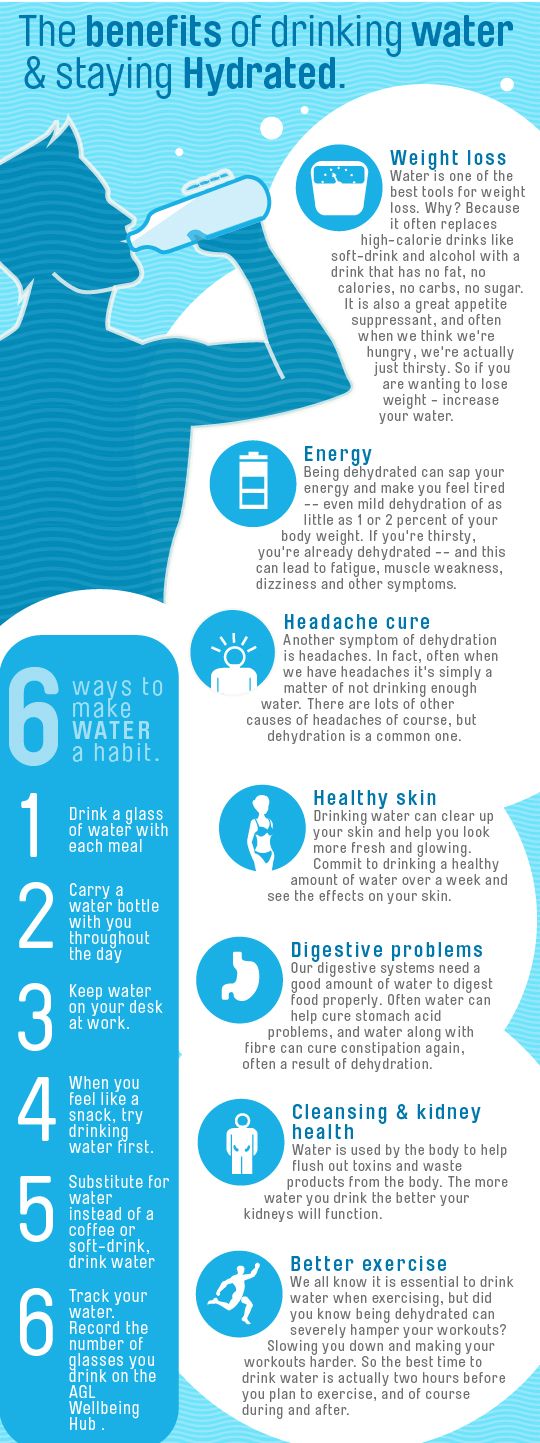 The benefits of drinking water
& staying Hydrated.
Weight loss
Water is one of the
best tools for weight
loss. Why? Because
it often replaces
high-calorie drinks like
soft-drink and alcohol with a
drink that has no fat, no
calories, no carbs, no sugar.
It is also a great appetite
suppressant, and often
when we think we're
hungry, we're actually
just thirsty. So if you
are wanting to lose
weight - increase
your water.
Energy
Being dehydrated can sap your
energy and make you feel tired
-- even mild dehydration of as
little as 1 or 2 percent of your
body weight. If you're thirsty,
you're already dehydrated -- and this
can lead to fatigue, muscle weakness,
dizziness and other symptoms.
Headache cure
Another symptom of dehydration
is headaches. In fact, often when
we have headaches it's simply a
matter of not drinking enough
water. There are lots of other
causes of headaches of course, but
dehydration is a common one.
Healthy skin
Drinking water can clear up
your skin and help you look
more fresh and glowing.
Commit to drinking a healthy
amount of water over a week and
see the effects on your skin.
Digestive problems
Our digestive systems need a
good amount of water to digest
food properly. Often water can
help cure stomach acid
problems, and water along with
fibre can cure constipation again,
often a result of dehydration.
Cleansing & kidney
health
Water is used by the body to help
flush out toxins and waste
products from the body. The more
water you drink the better your
kidneys will function.
Better exercise
We all know it is essential to drink
water when exercising, but did
you know being dehydrated can
severely hamper your workouts?
Slowing you down and making your
workouts harder. So the best time to
drink water is actually two hours before
you plan to exercise, and of course
during and after.
6 ways to
make
WATER
a habit.
1 Drink a glass
of water with
each meal
2 Carry a
water bottle
with you
throughout
the day
3 Keep water
on your desk
at work.
4 When you
feel like a
snack, try
drinking
water first.
5 Substitute for
water
instead of a
coffee or
soft-drink,
drink water
6 Track your
water.
Record the
number of
glasses you
drink on the
AGL
Wellbeing
Hub .